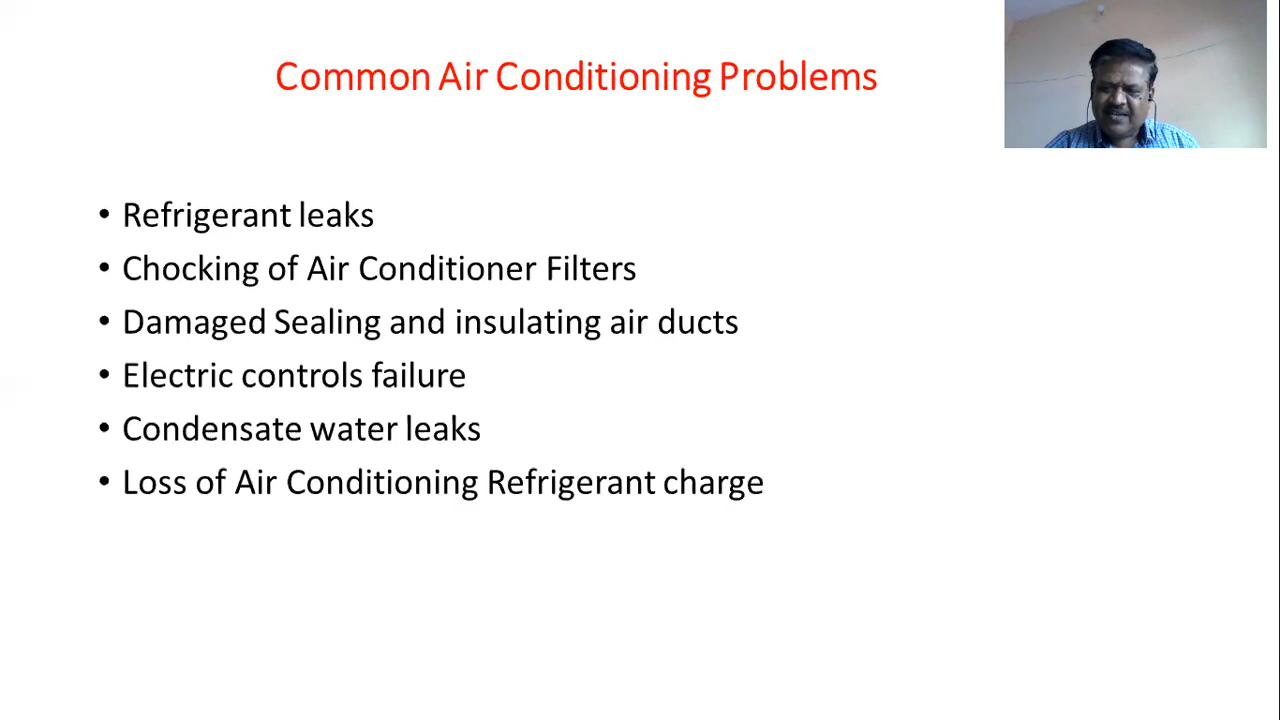 Common Air Conditioning Problems
• Refrigerant leaks
• Chocking of Air Conditioner Filters
• Damaged Sealing and insulating air ducts
• Electric controls failure
• Condensate water leaks
• Loss of Air Conditioning Refrigerant charge